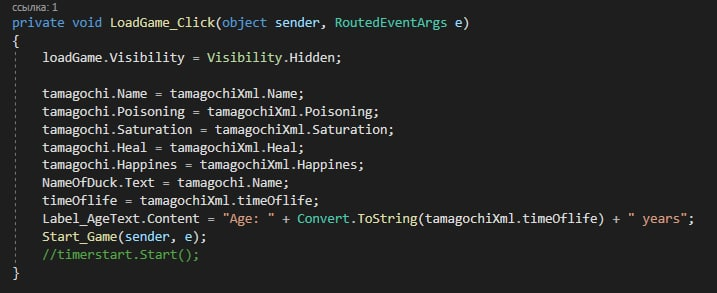 ссылка: 1
private void LoadGame_Click(object sender, RoutedEventArgs e)
{
loadGame.Visibility = Visibility.Hidden;
tamagochi.Name = tamagochiXml.Name;
tamagochi.Poisoning = tamagochiXml.Poisoning;
tamagochi.Saturation = tamagochiXml.Saturation;
tamagochi.Heal = tamagochiXml.Heal;
tamagochi.Happines = tamagochiXml.Happines;
NameOfDuck.Text = tamagochi.Name;
timeOflife = tamagochiXml.timeOflife;
Label_AgeText.Content = "Age: " + Convert.ToString(tamagochiXml.timeOflife) + " years";
Start_Game(sender, e);
//timerstart.Start();
}